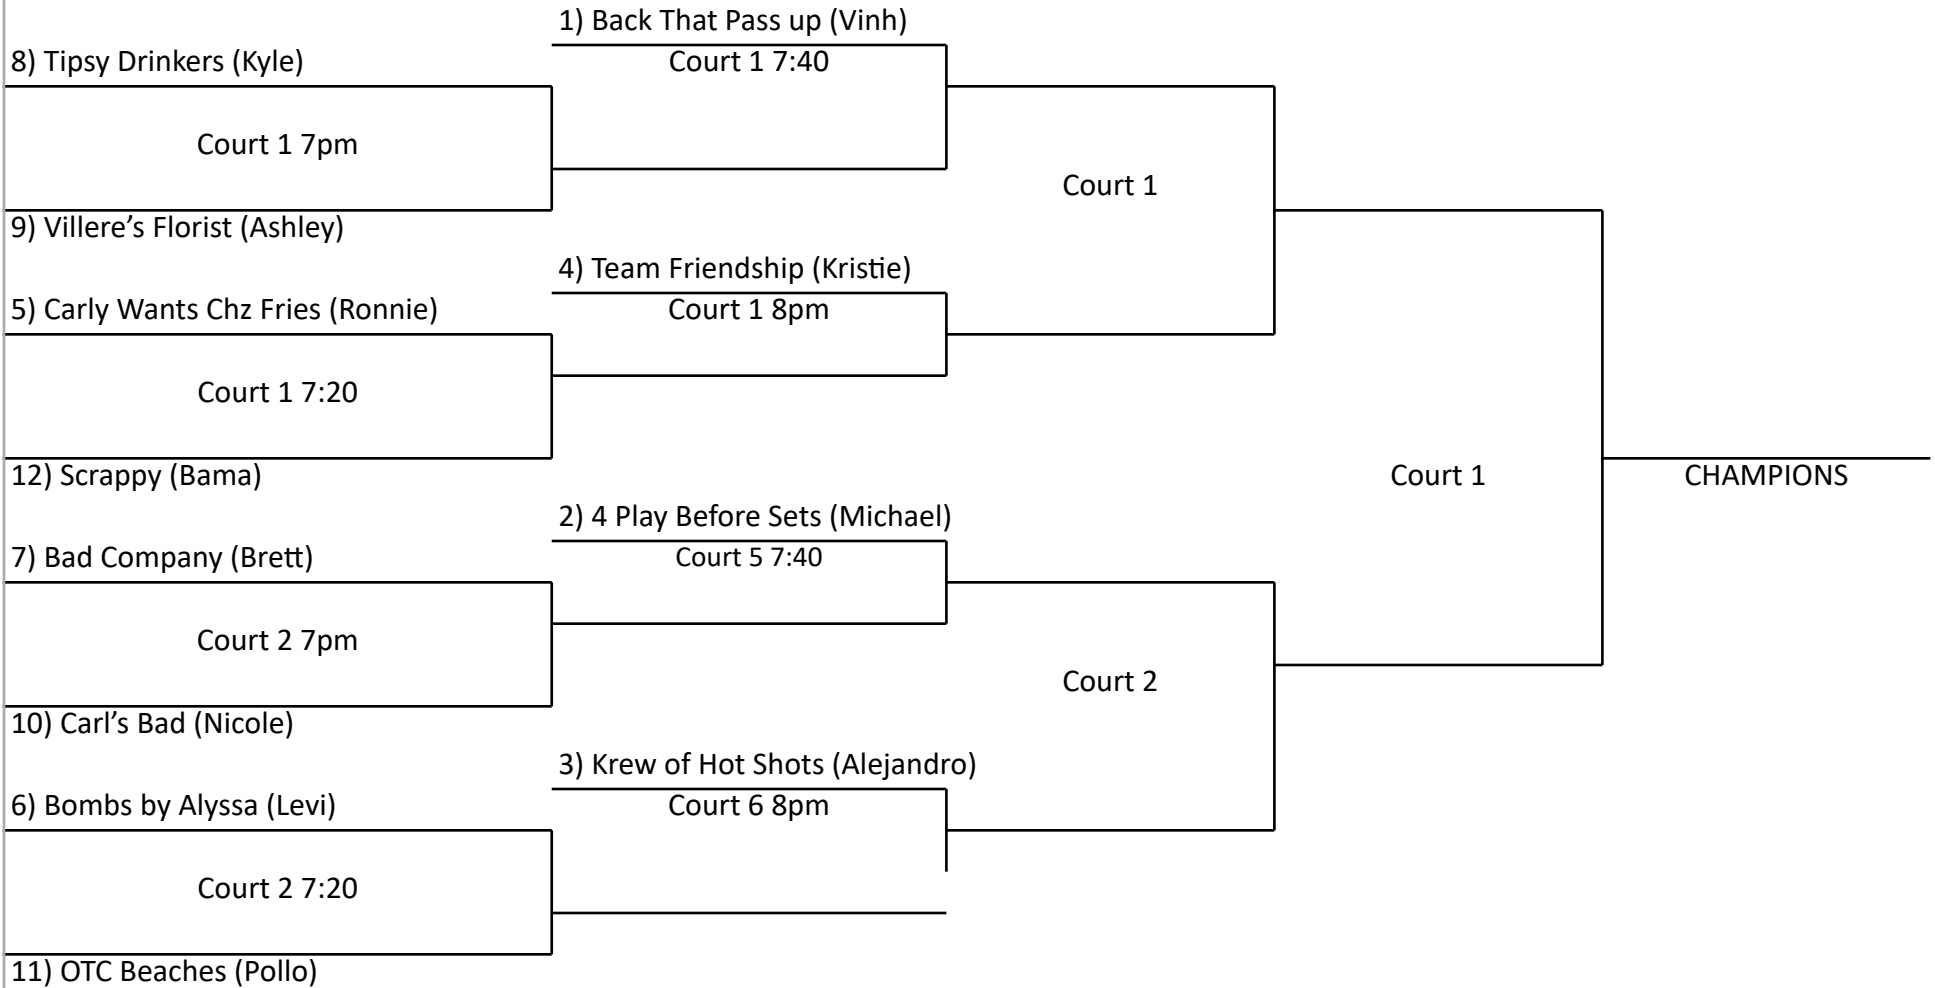 1) Back That Pass up (Vinh)
8) Tipsy Drinkers (Kyle)
Court 1 7:40
Court 1 7pm
Court 1
9) Villere’s Florist (Ashley)
4) Team Friendship (Kristie)
5) Carly Wants Chz Fries (Ronnie)
Court 1 8pm
Court 1 7:20
12) Scrappy (Bama)
Court 1
CHAMPIONS
2) 4 Play Before Sets (Michael)
7) Bad Company (Brett)
Court 5 7:40
Court 2 7pm
Court 2
10) Carl’s Bad (Nicole)
3) Krew of Hot Shots (Alejandro)
6) Bombs by Alyssa (Levi)
Court 6 8pm
Court 2 7:20
11) OTC Beaches (Pollo)